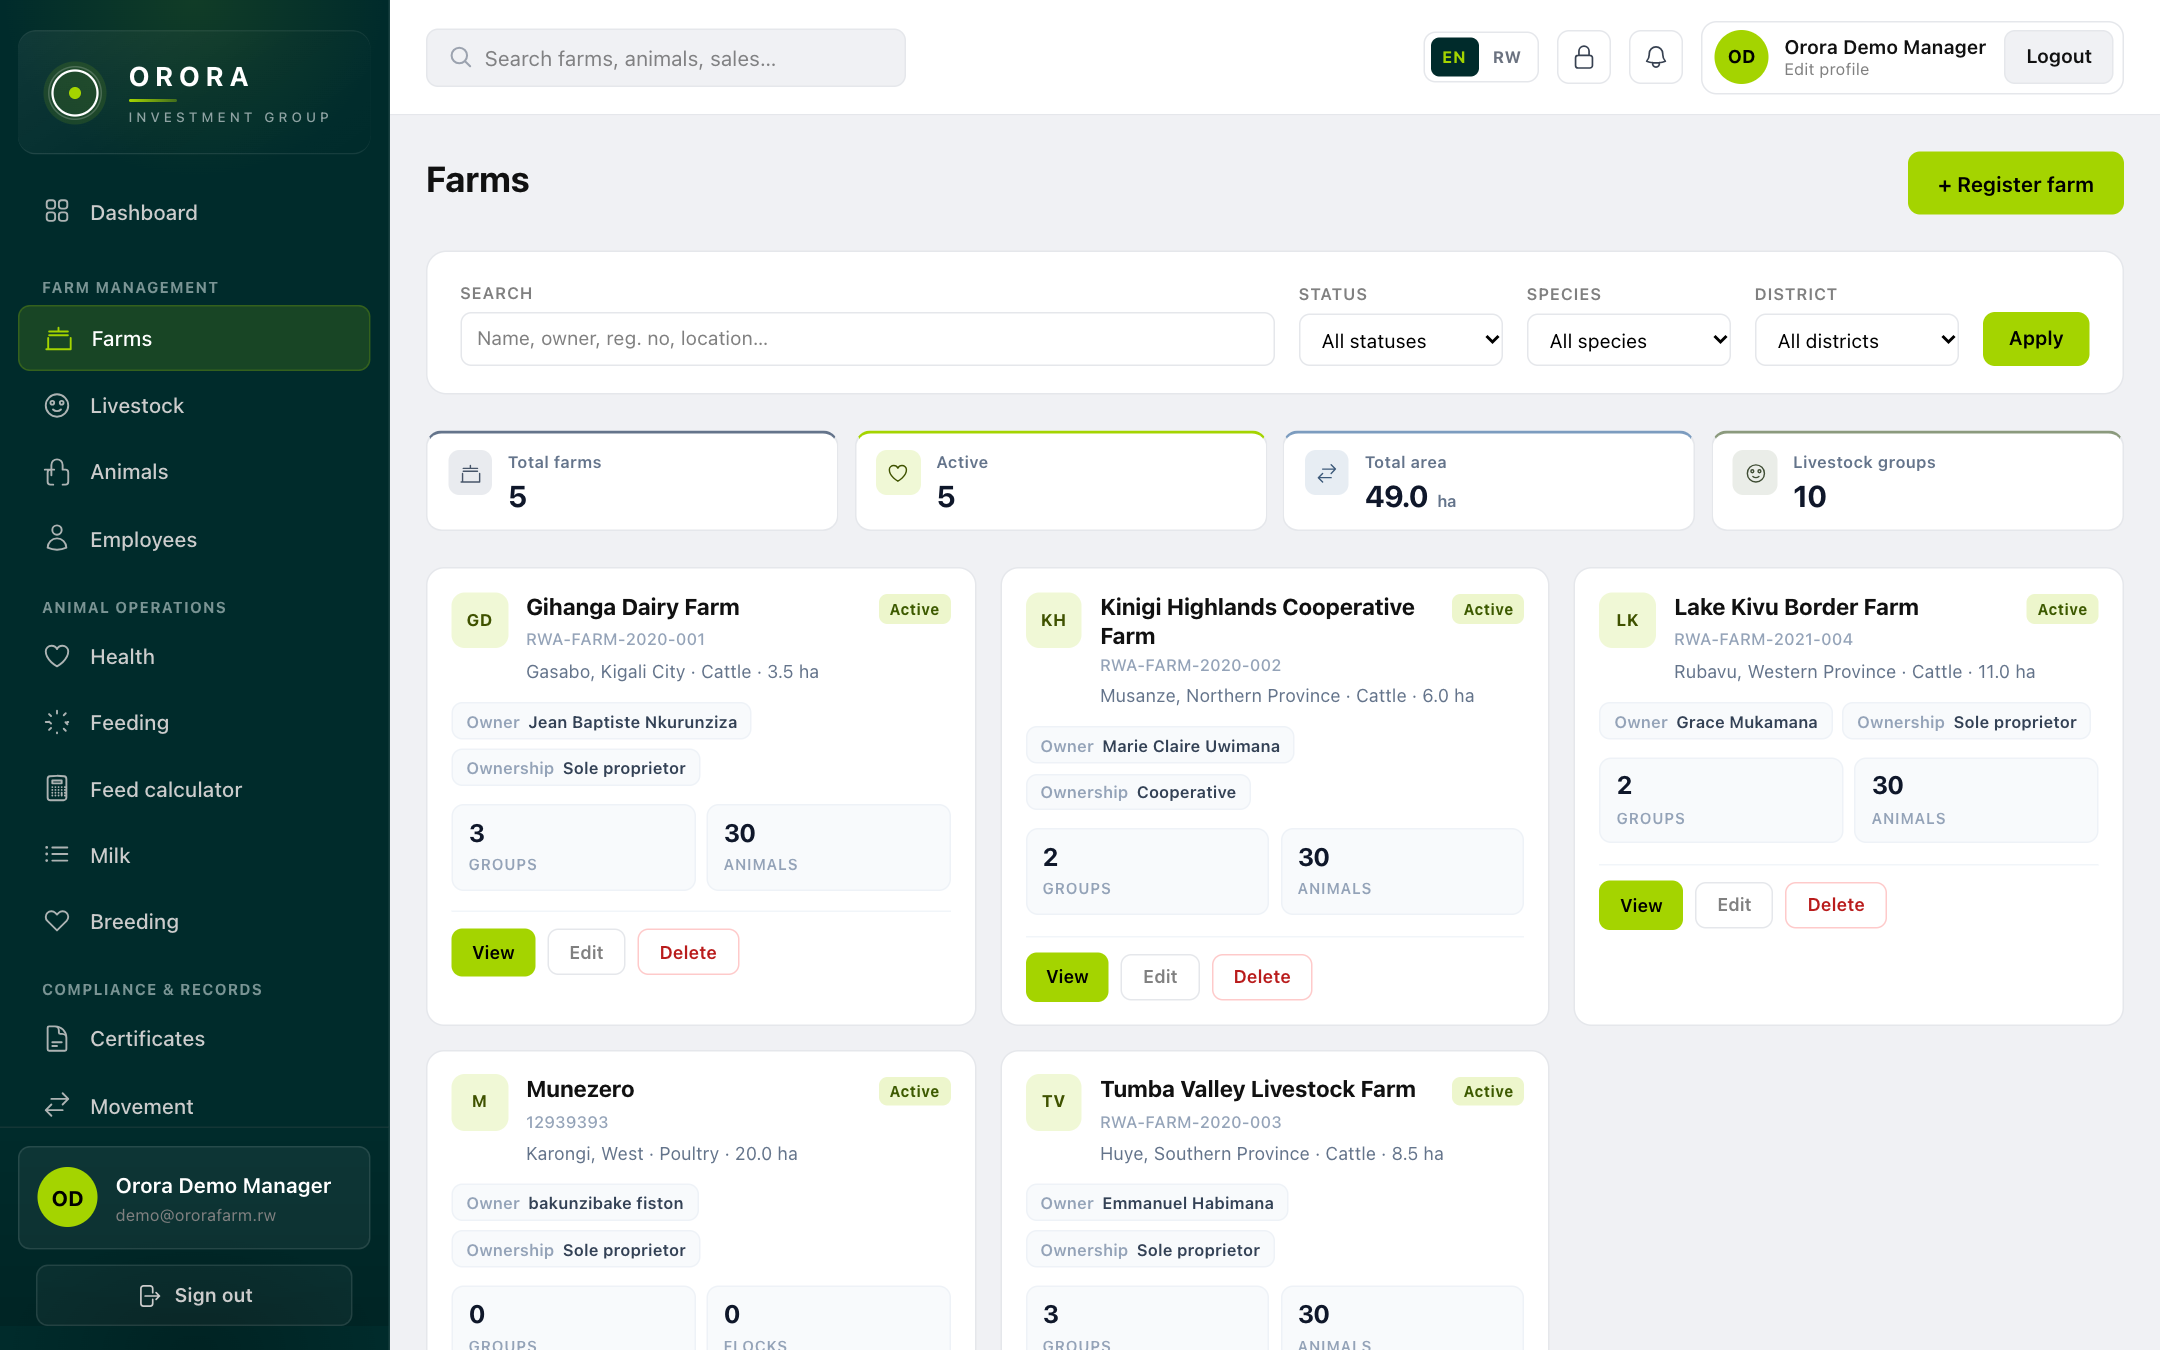 ORORA
INVESTMENT GROUP
Dashboard
FARM MANAGEMENT
Farms
Livestock
Animals
Employees
ANIMAL OPERATIONS
Health
Feeding
Feed calculator
Milk
Breeding
COMPLIANCE & RECORDS
Certificates
Movement
OD
Orora Demo Manager
demo@ororafarm.rw
Sign out
Search farms, animals, sales...
EN
RW
OD
Orora Demo Manager
Edit profile
Logout
Farms
+ Register farm
SEARCH
Name, owner, reg. no, location...
STATUS
All statuses
SPECIES
All species
DISTRICT
All districts
Apply
Total farms
5
Active
5
Total area
49.0 ha
Livestock groups
10
GD
Gihanga Dairy Farm
Active
RWA-FARM-2020-001
Gasabo, Kigali City · Cattle · 3.5 ha
Owner Jean Baptiste Nkurunziza
Ownership Sole proprietor
3
GROUPS
30
ANIMALS
View
Edit
Delete
KH
Kinigi Highlands Cooperative
Farm
Active
RWA-FARM-2020-002
Musanze, Northern Province · Cattle · 6.0 ha
Owner Marie Claire Uwimana
Ownership Cooperative
2
GROUPS
30
ANIMALS
View
Edit
Delete
LK
Lake Kivu Border Farm
Active
RWA-FARM-2021-004
Rubavu, Western Province · Cattle · 11.0 ha
Owner Grace Mukamana
Ownership Sole proprietor
2
GROUPS
30
ANIMALS
View
Edit
Delete
M
Munezero
Active
12939393
Karongi, West · Poultry · 20.0 ha
Owner bakunzibake fiston
Ownership Sole proprietor
0
GROUPS
0
FLOCKS
TV
Tumba Valley Livestock Farm
Active
RWA-FARM-2020-003
Huye, Southern Province · Cattle · 8.5 ha
Owner Emmanuel Habimana
Ownership Sole proprietor
3
GROUPS
30
ANIMALS